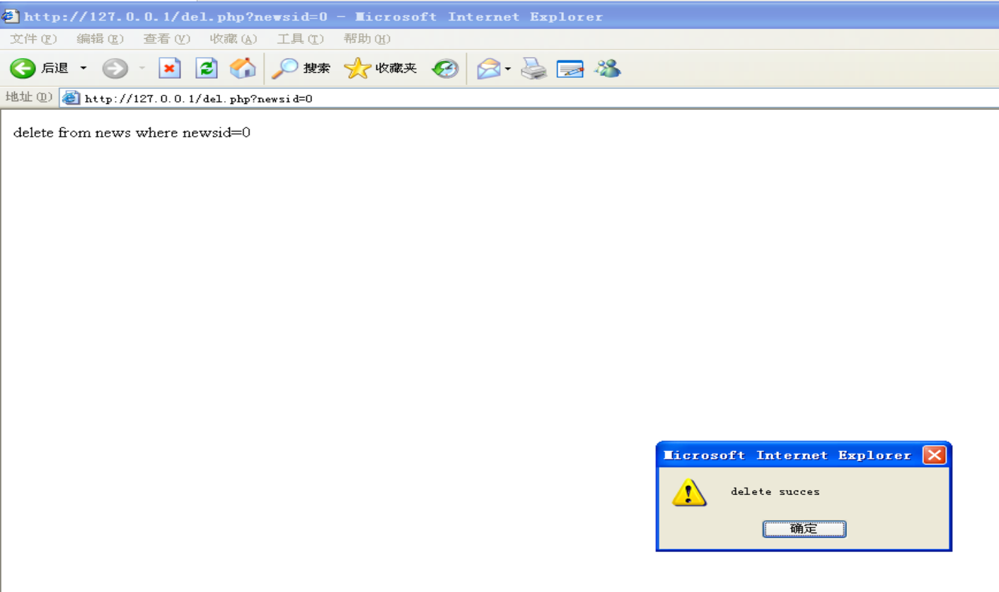 http://127.0.0.1/del.php?newsid=0 - Microsoft Internet Explorer
文件(F) 编辑(E) 查看(V) 收藏(A) 工具(T) 帮助(H)
后退 搜索 收藏夹
地址(D) http://127.0.0.1/del.php?newsid=0
delete from news where newsid=0
Microsoft Internet Explorer
delete succes
确定